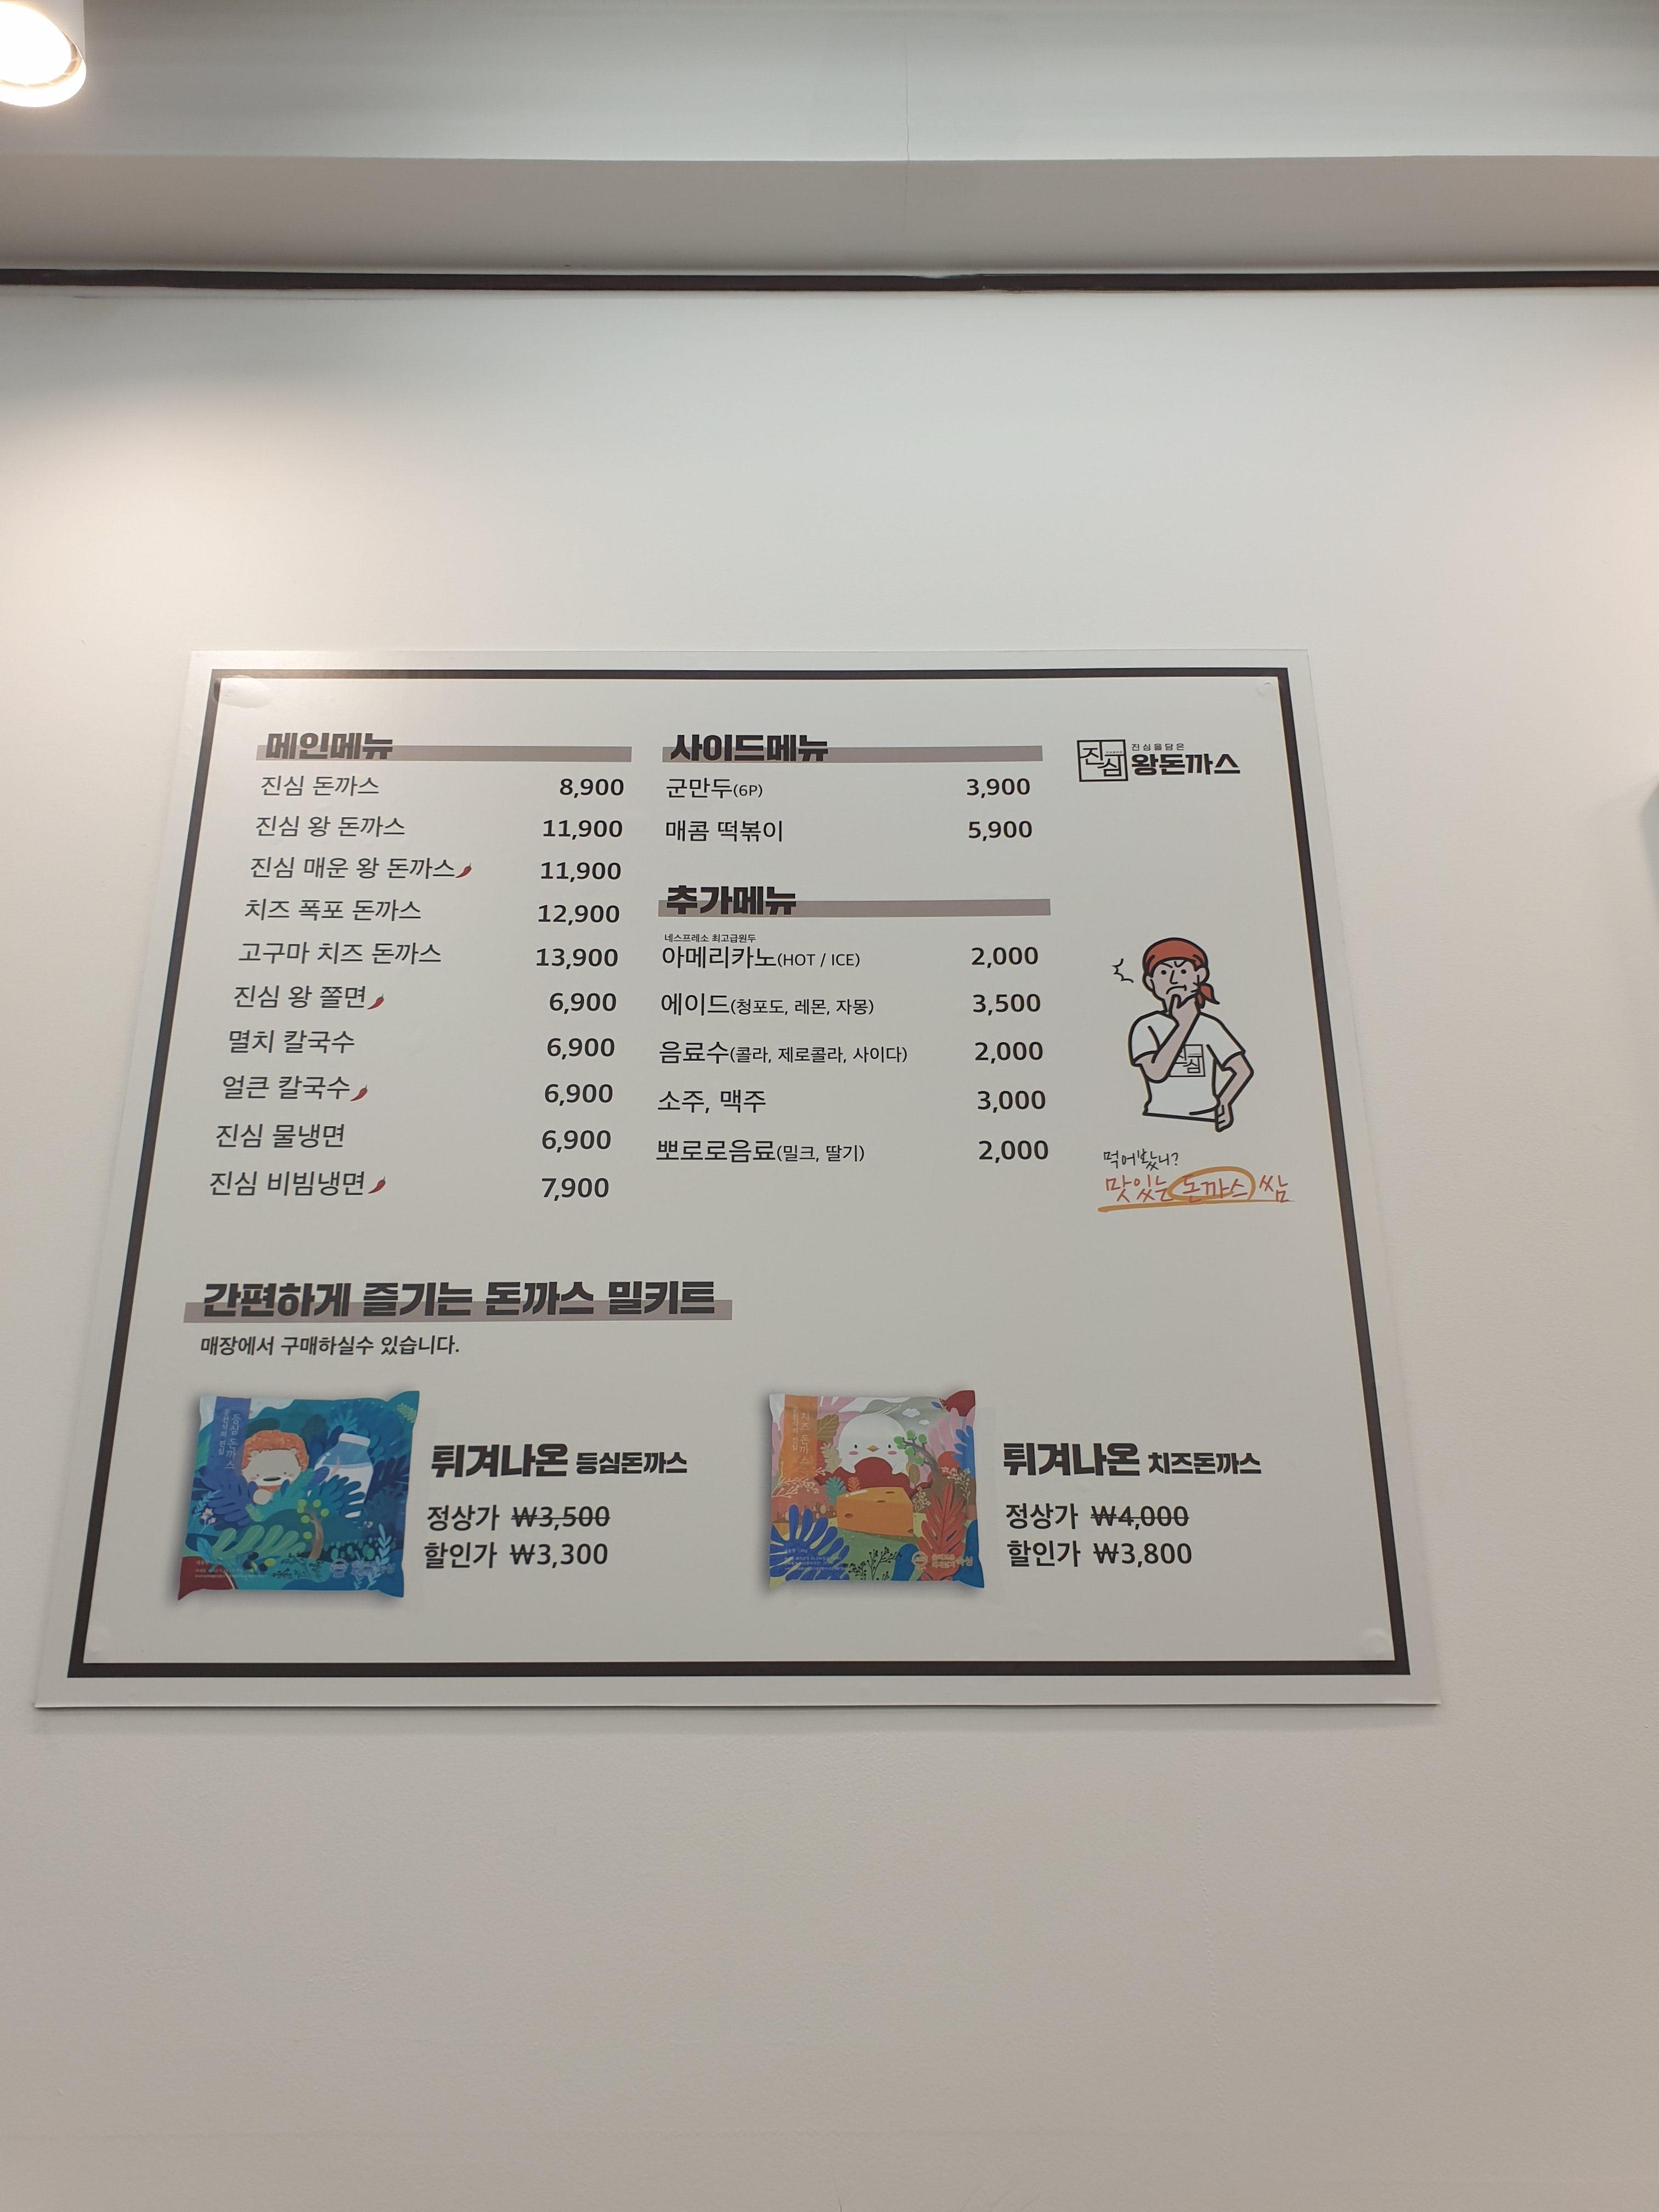 메인메뉴
진심 돈까스 8,900
진심 왕 돈까스 11,900
진심 매운 왕 돈까스 11,900
치즈 폭포 돈까스 12,900
고구마 치즈 돈까스 13,900
진심 왕 쫄면 6,900
멸치 칼국수 6,900
얼큰 칼국수 6,900
진심 물냉면 6,900
진심 비빔냉면 7,900
사이드메뉴
군만두(6P) 3,900
매콤 떡볶이 5,900
추가메뉴
네스프레소 최고급원두
아메리카노(HOT / ICE) 2,000
에이드(청포도, 레몬, 자몽) 3,500
음료수(콜라, 제로콜라, 사이다) 2,000
소주, 맥주 3,000
뽀로로음료(밀크, 딸기) 2,000
진심
진심을담은
왕돈까스
진심
먹어봤니?
맛있는 돈까스 쌈
간편하게 즐기는 돈까스 밀키트
매장에서 구매하실수 있습니다.
등심돈까스
튀겨나온 등심돈까스
정상가 ₩3,500
할인가 ₩3,300
치즈돈까스
튀겨나온 치즈돈까스
정상가 ₩4,000
할인가 ₩3,800